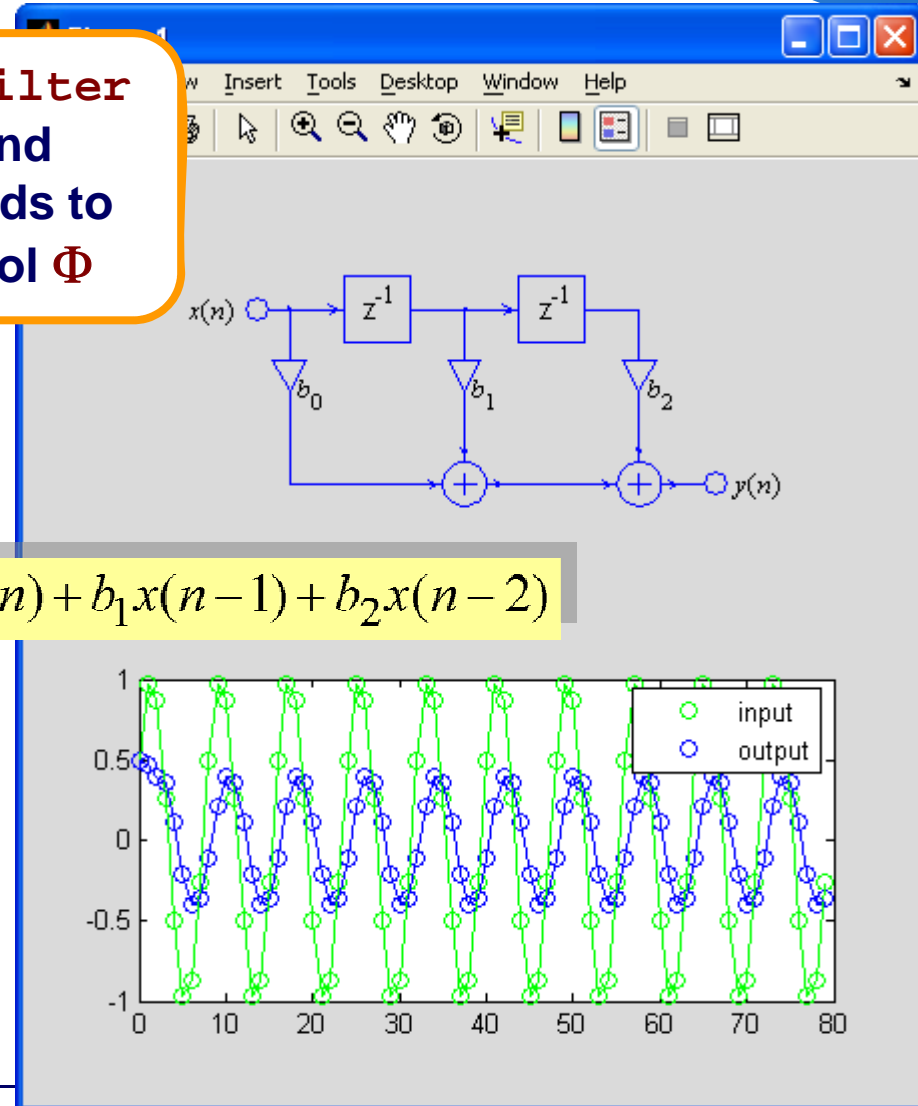 ilter
nd
ds to
ol Φ
Insert Tools Desktop Window Help
x(n) z⁻¹ z⁻¹
b₀ b₁ b₂
+ + y(n)
n) + b₁x(n − 1) + b₂x(n − 2)
1
0.5
0
-0.5
-1
0 10 20 30 40 50 60 70 80
input
output